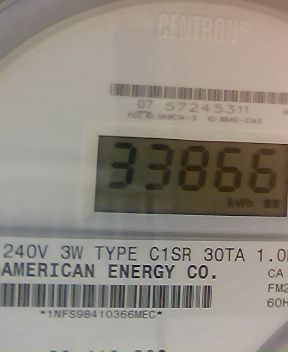 CENTRON
07 57245311
33866
kWh
240V 3W TYPE C1SR 30TA 1.0
AMERICAN ENERGY CO.
CA
FM2
60H
*1NFS98410366MEC*